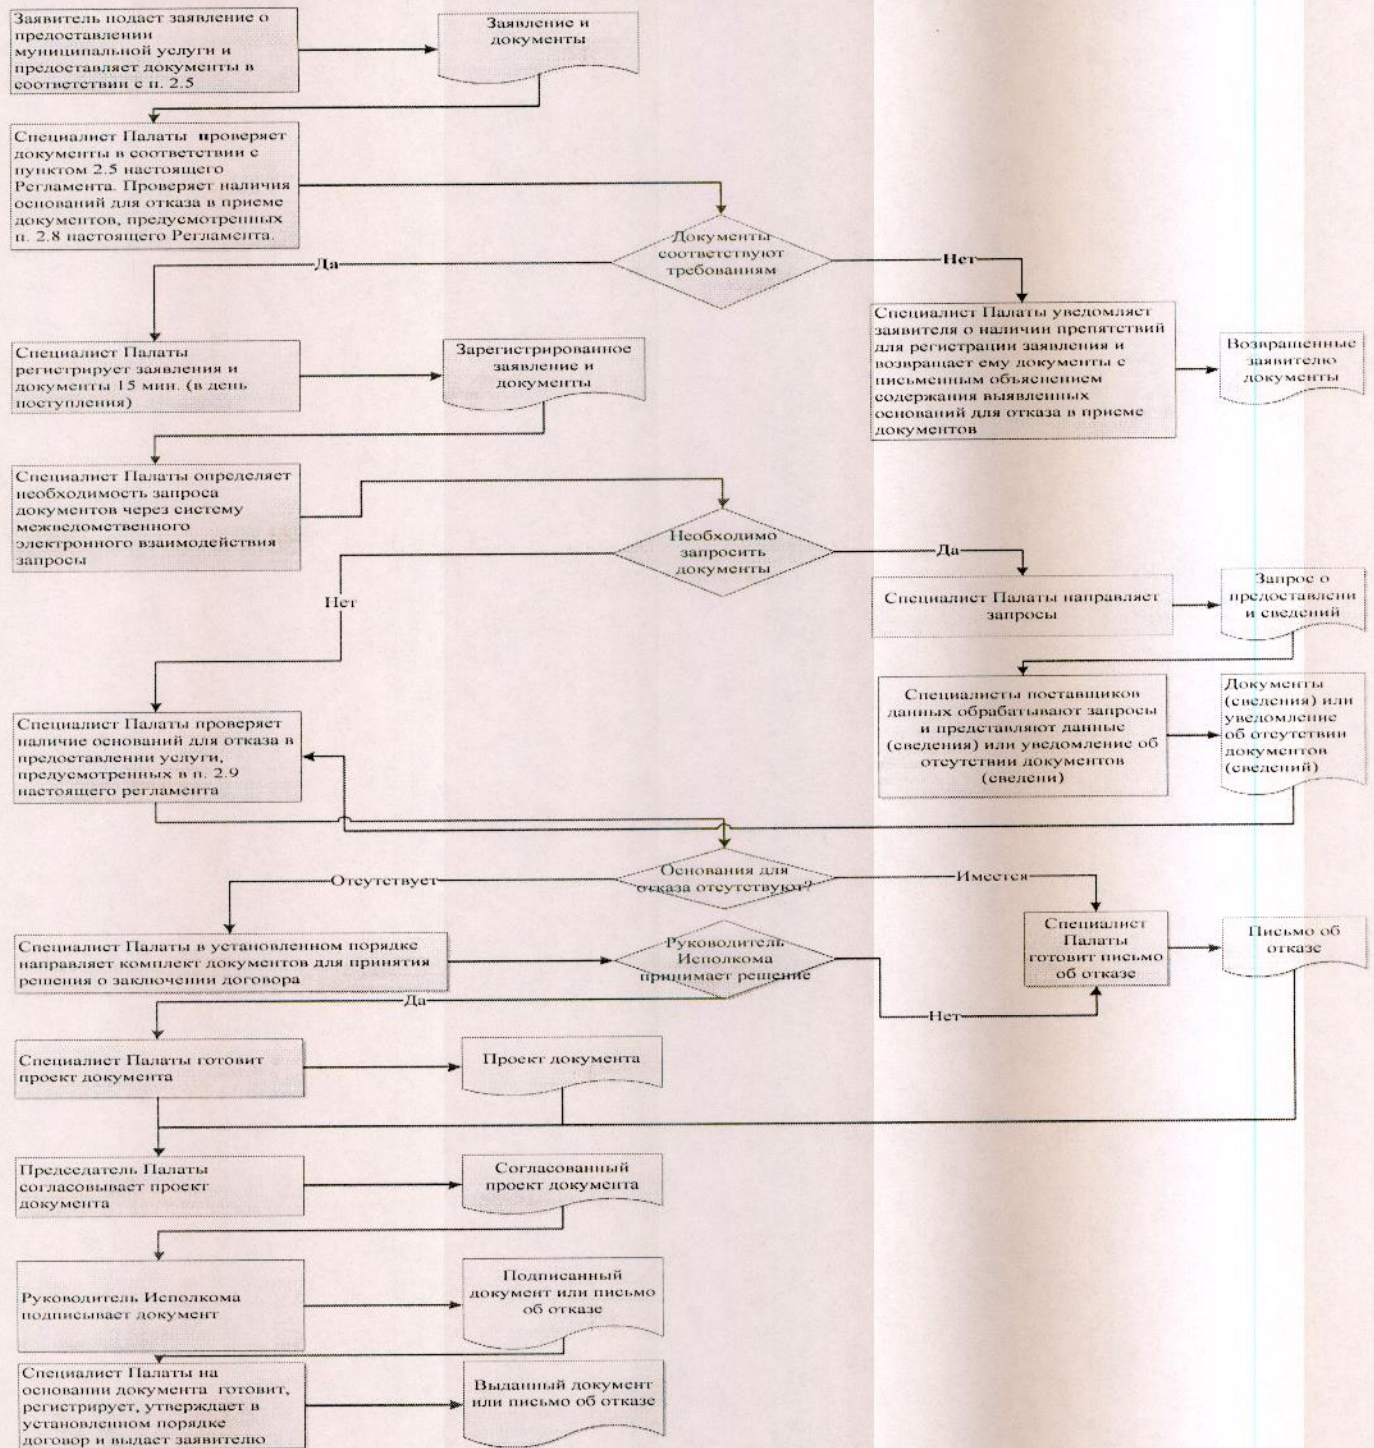 Заявитель подает заявление о
предоставлении
муниципальной услуги и
предоставляет документы в
соответствии с п. 2.5
Заявление и
документы
Специалист Палаты проверяет
документы в соответствии с
пунктом 2.5 настоящего
Регламента. Проверяет наличия
оснований для отказа в приеме
документов, предусмотренных
п. 2.8 настоящего Регламента.
Документы
соответствуют
требованиям
Да
Нет
Специалист Палаты
регистрирует заявления и
документы 15 мин. (в день
поступления)
Зарегистрированное
заявление и
документы
Специалист Палаты уведомляет
заявителя о наличии препятствий
для регистрации заявления и
возвращает ему документы с
письменным объяснением
содержания выявленных
оснований для отказа в приеме
документов
Возвращенные
заявителю
документы
Специалист Палаты определяет
необходимость запроса
документов через систему
межведомственного
электронного взаимодействия
запросы
Необходимо
запросить
документы
Да
Нет
Специалист Палаты направляет
запросы
Запрос о
предоставлени
и сведений
Специалисты поставщиков
данных обрабатывают запросы
и представляют данные
(сведения) или уведомление об
отсутствии документов
(сведени)
Документы
(сведения) или
уведомление
об отсутствии
документов
(сведений)
Специалист Палаты проверяет
наличие оснований для отказа в
предоставлении услуги,
предусмотренных в п. 2.9
настоящего регламента
Основания для
отказа отсутствуют?
Отсутствует
Имеется
Специалист Палаты в установленном порядке
направляет комплект документов для принятия
решения о заключении договора
Руководитель
Исполкома
принимает решение
Специалист
Палаты
готовит письмо
об отказе
Письмо об
отказе
Да
Нет
Специалист Палаты готовит
проект документа
Проект документа
Председатель Палаты
согласовывает проект
документа
Согласованный
проект документа
Руководитель Исполкома
подписывает документ
Подписанный
документ или письмо
об отказе
Специалист Палаты на
основании документа готовит,
регистрирует, утверждает в
установленном порядке
договор и выдает заявителю
Выданный документ
или письмо об отказе